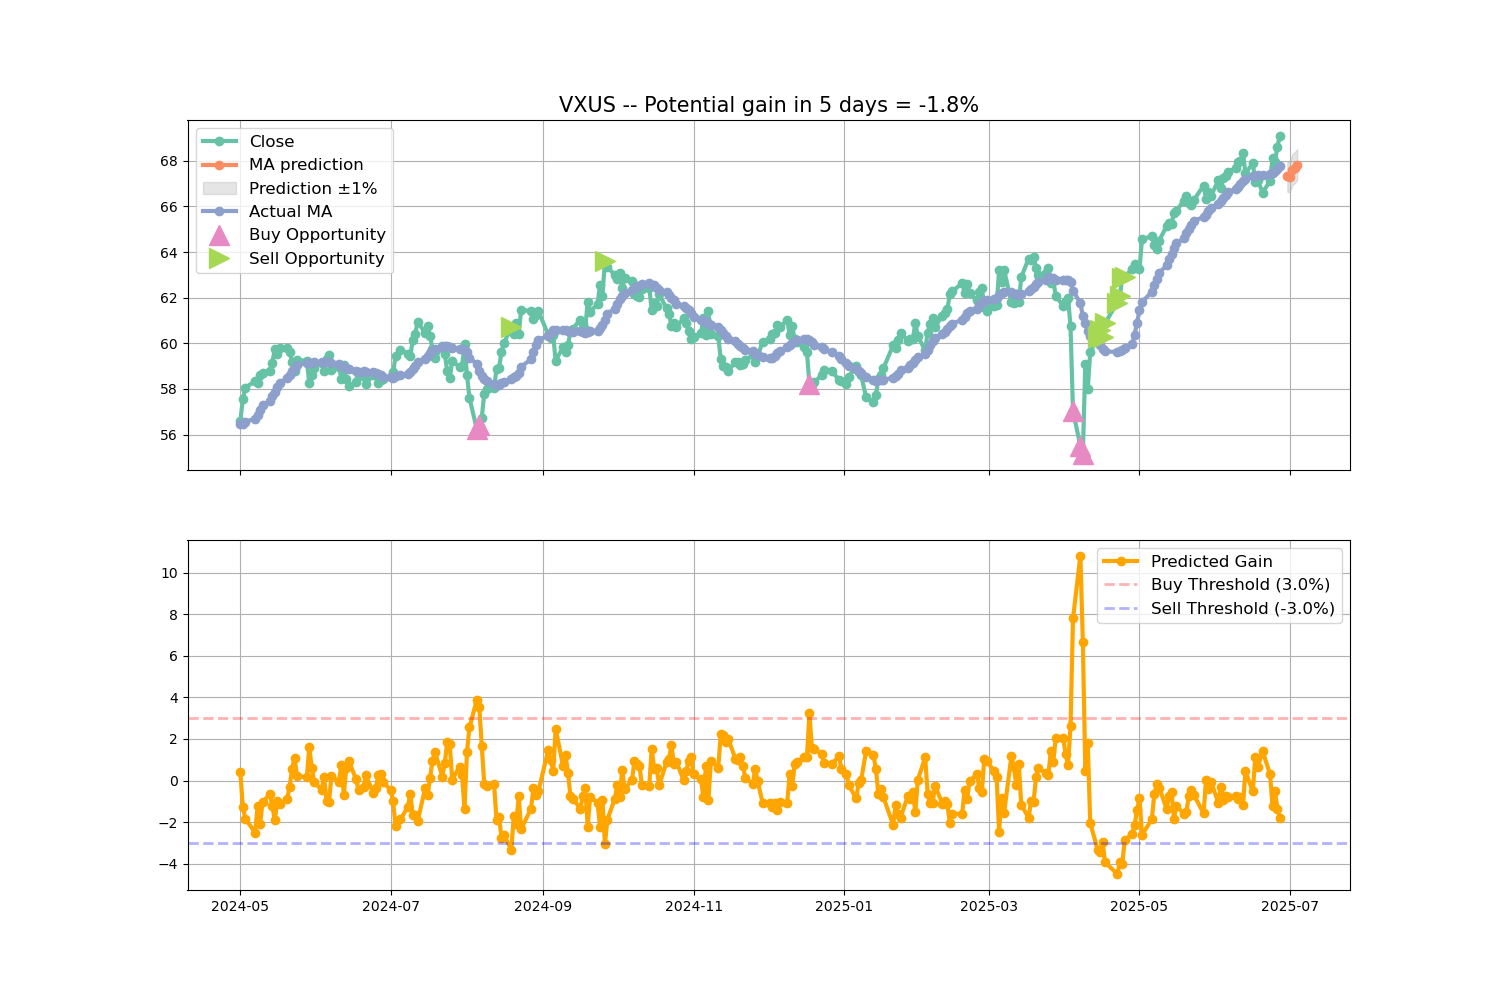 VXUS -- Potential gain in 5 days = -1.8%
Close
MA prediction
Prediction ±1%
Actual MA
Buy Opportunity
Sell Opportunity
68
66
64
62
60
58
56
Predicted Gain
Buy Threshold (3.0%)
Sell Threshold (-3.0%)
10
8
6
4
2
0
−2
−4
2024-05 2024-07 2024-09 2024-11 2025-01 2025-03 2025-05 2025-07